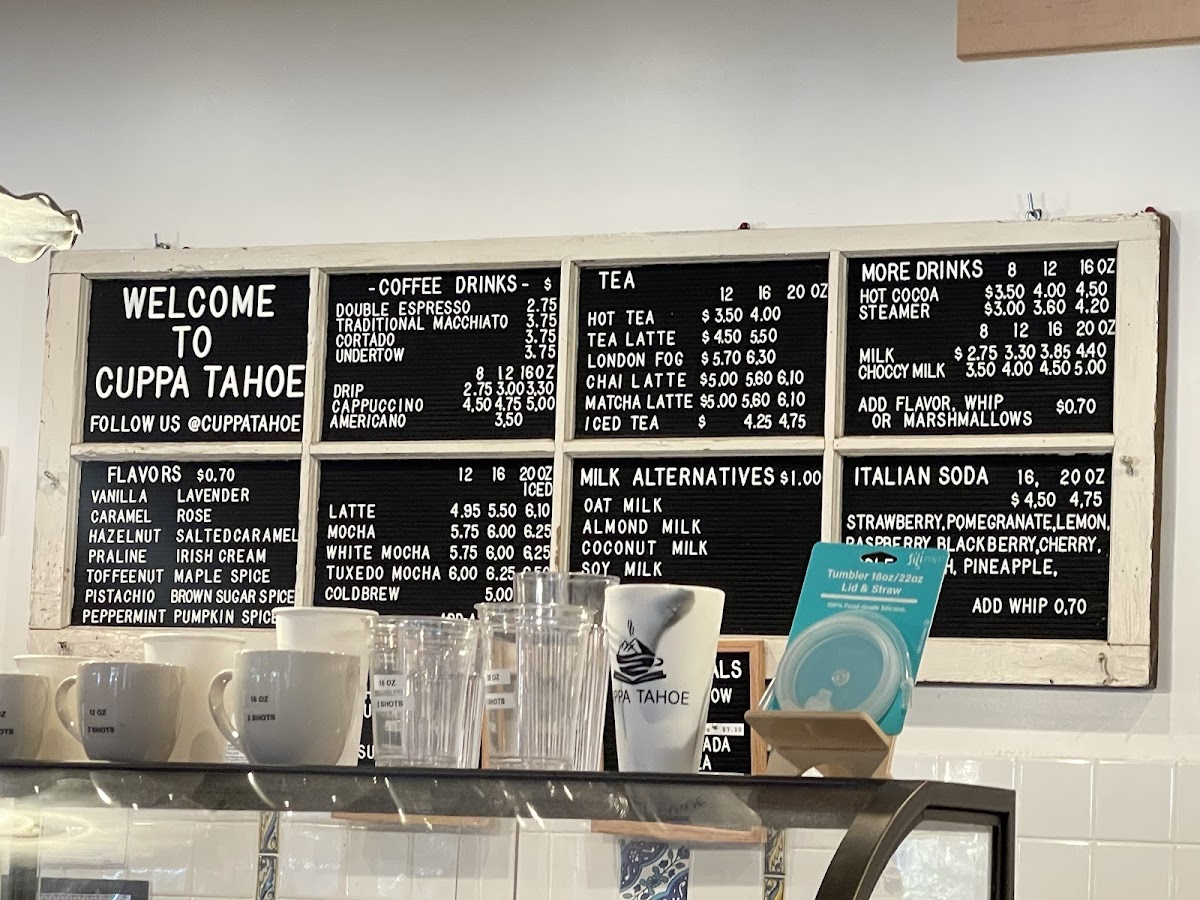 WELCOME
TO
CUPPA TAHOE
FOLLOW US @CUPPATAHOE
-COFFEE DRINKS- $
DOUBLE ESPRESSO 2.75
TRADITIONAL MACCHIATO 3.75
CORTADO 3.75
UNDERTOW 3.75
8 12 16OZ
DRIP 2.75 3.00 3.30
CAPPUCCINO 4,50 4.75 5,00
AMERICANO 3,50
TEA
12 16 20 OZ
HOT TEA $ 3,50 4.00
TEA LATTE $ 4,50 5,50
LONDON FOG $ 5.70 6.30
CHAI LATTE $5,00 5,60 6,10
MATCHA LATTE $5,00 5,60 6,10
ICED TEA $ 4.25 4,75
MORE DRINKS 8 12 16 OZ
HOT COCOA $3,50 4.00 4,50
STEAMER $3,00 3,60 4.20
8 12 16 20 OZ
MILK $ 2.75 3.30 3.85 4.40
CHOCCY MILK 3,50 4.00 4,50 5,00
ADD FLAVOR, WHIP $0.70
OR MARSHMALLOWS
FLAVORS $0.70
VANILLA LAVENDER
CARAMEL ROSE
HAZELNUT SALTED CARAMEL
PRALINE IRISH CREAM
TOFFEENUT MAPLE SPICE
PISTACHIO BROWN SUGAR SPICE
PEPPERMINT PUMPKIN SPICE
12 16 20OZ
ICED
LATTE 4.95 5.50 6,10
MOCHA 5.75 6.00 6.25
WHITE MOCHA 5.75 6.00 6,25
TUXEDO MOCHA 6,00 6.25
COLDBREW 5,00
MILK ALTERNATIVES $1.00
OAT MILK
ALMOND MILK
COCONUT MILK
SOY MILK
ITALIAN SODA 16, 20 OZ
$ 4,50 4,75
STRAWBERRY, POMEGRANATE, LEMON,
RASPBERRY, BLACKBERRY, CHERRY,
PINEAPPLE,
ADD WHIP 0,70
Tumbler 16oz/22oz
Lid & Straw
100% Food Grade Silicone.
12 OZ
SHOTS
16 OZ
SHOTS
16 OZ
SHOTS
TAHOE